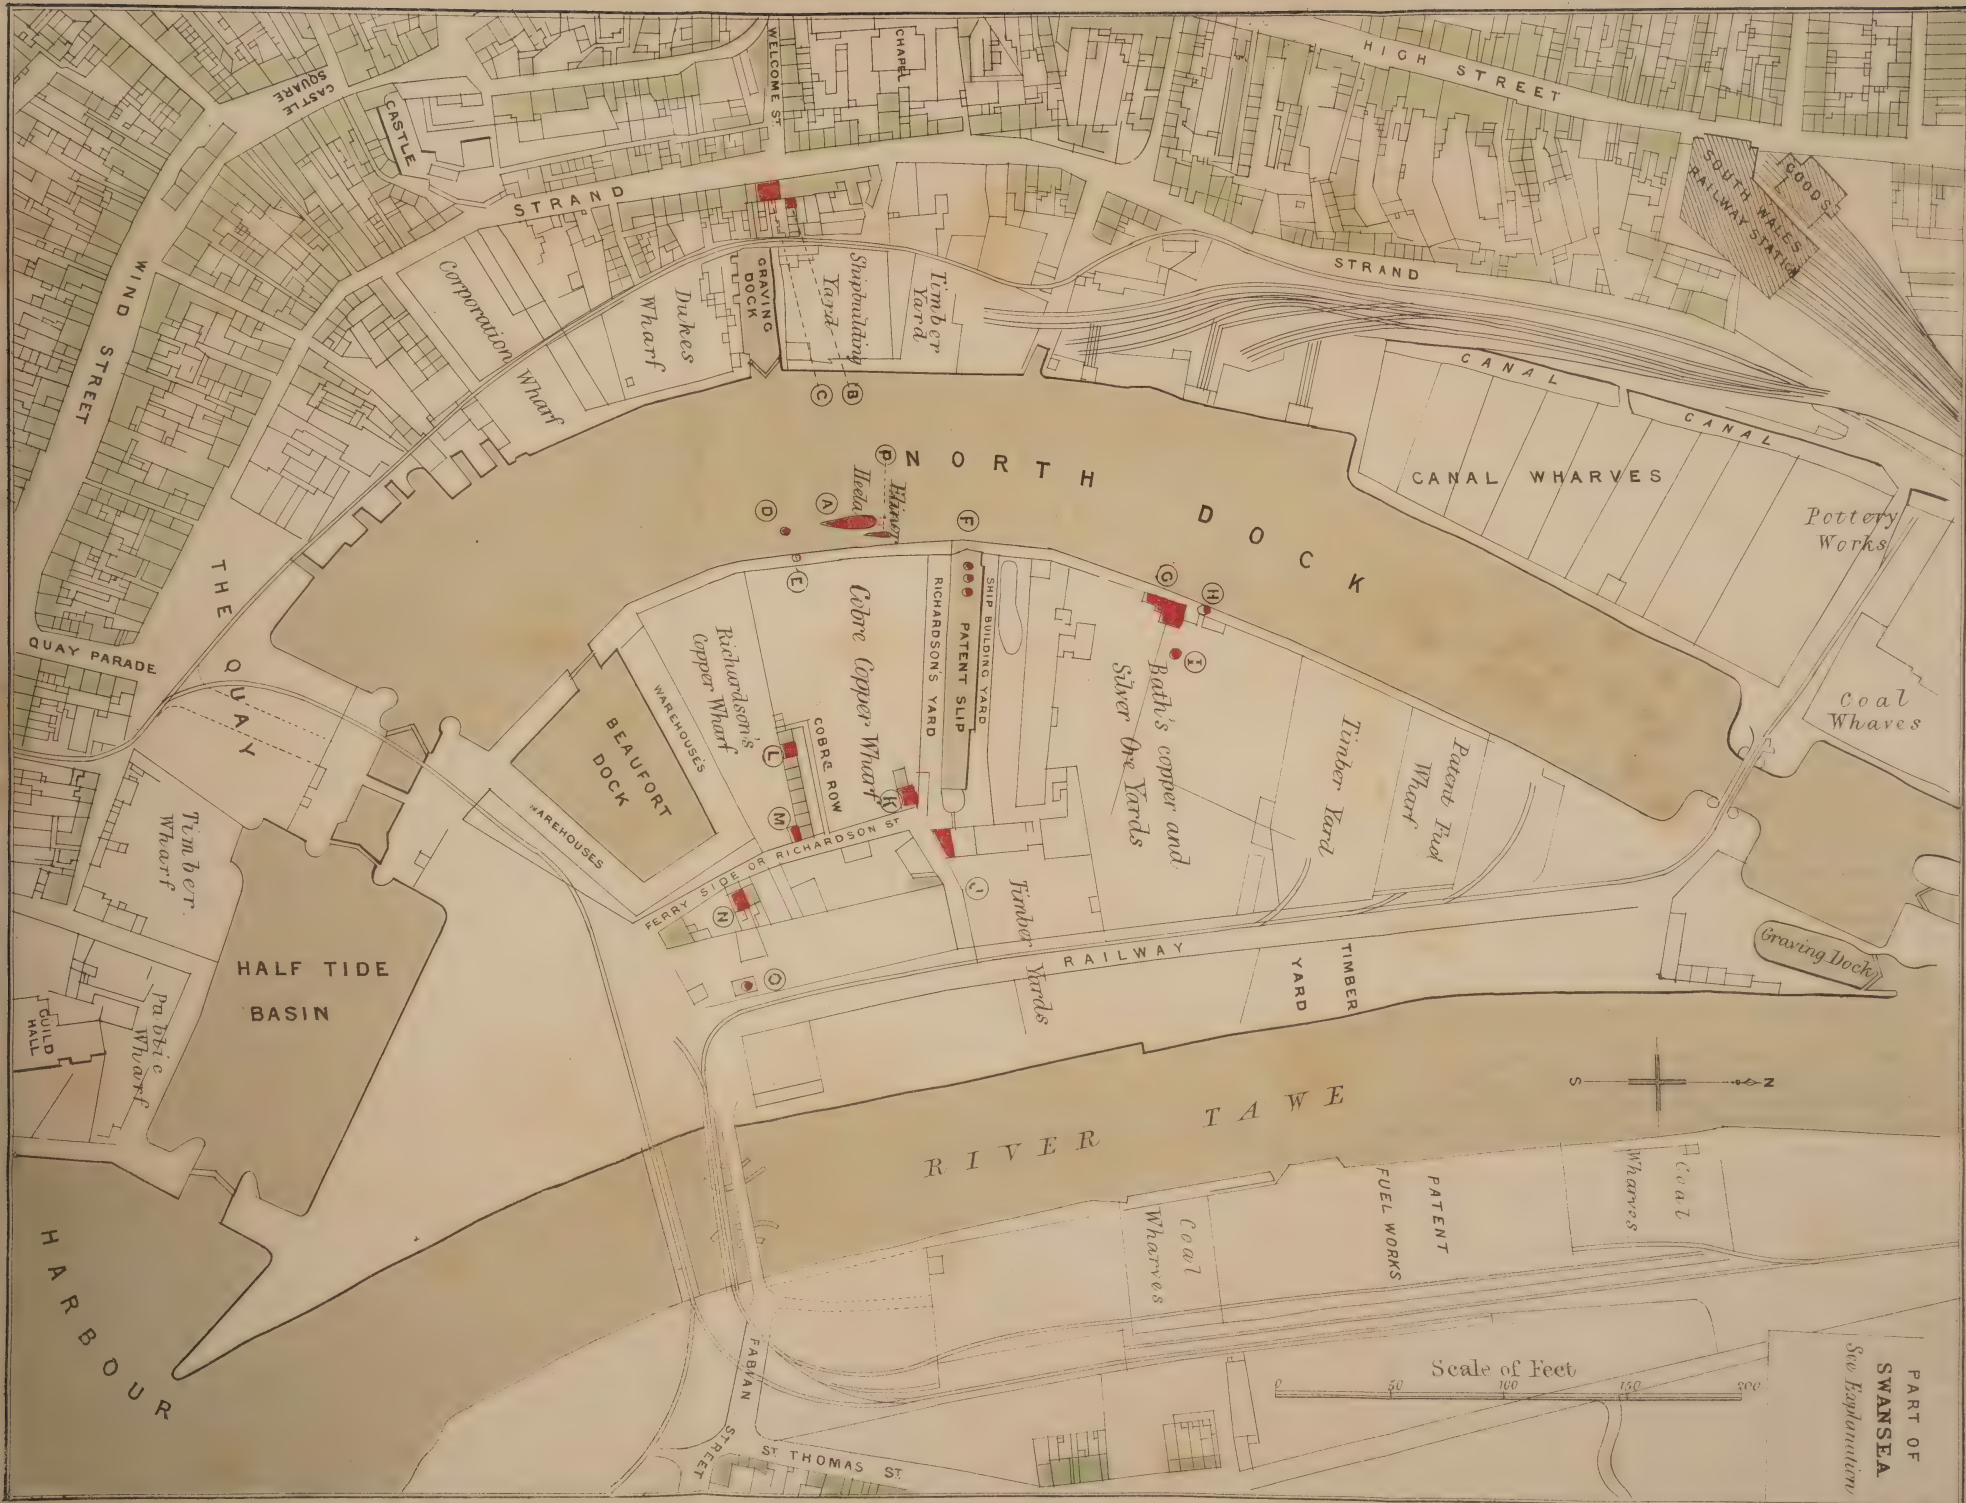 HIGH STREET
WELCOME ST
CHAPEL
CASTLE
SQUARE
CASTLE
SOUTH WALES
RAILWAY STATION
GOODS
STRAND
STRAND
WIND STREET
Corporation
Wharf
Dukes
Wharf
GRAVING
DOCK
Shipbuilding
Yard
Timber
Yard
CANAL
CANAL
CANAL WHARVES
C
B
P
NORTH DOCK
Hecla
Elinor
D
A
F
E
G
H
I
Pottery
Works
Coal
Whaves
THE QUAY
QUAY PARADE
Richardson's
Copper Wharf
Cobre Copper Wharf
RICHARDSON'S YARD
PATENT SLIP
SHIP BUILDING YARD
Bath's copper and
Silver Ore Yards
Timber Yard
Patent Fuel
Wharf
WAREHOUSE'S
BEAUFORT
DOCK
WAREHOUSES
L
COBRE ROW
K
M
FERRY SIDE OR RICHARDSON ST
N
J
O
Timber Yards
RAILWAY
TIMBER
YARD
Graving Dock
Timber
Wharf
HALF TIDE
BASIN
Pabbic
Wharf
GUILD
HALL
S
N
RIVER TAWE
HARBOUR
Coal
Wharves
PATENT
FUEL WORKS
Coal
Wharves
FABIAN
STREET
ST THOMAS ST
Scale of Feet
0 50 100 150 200
PART OF
SWANSEA
See Explanation